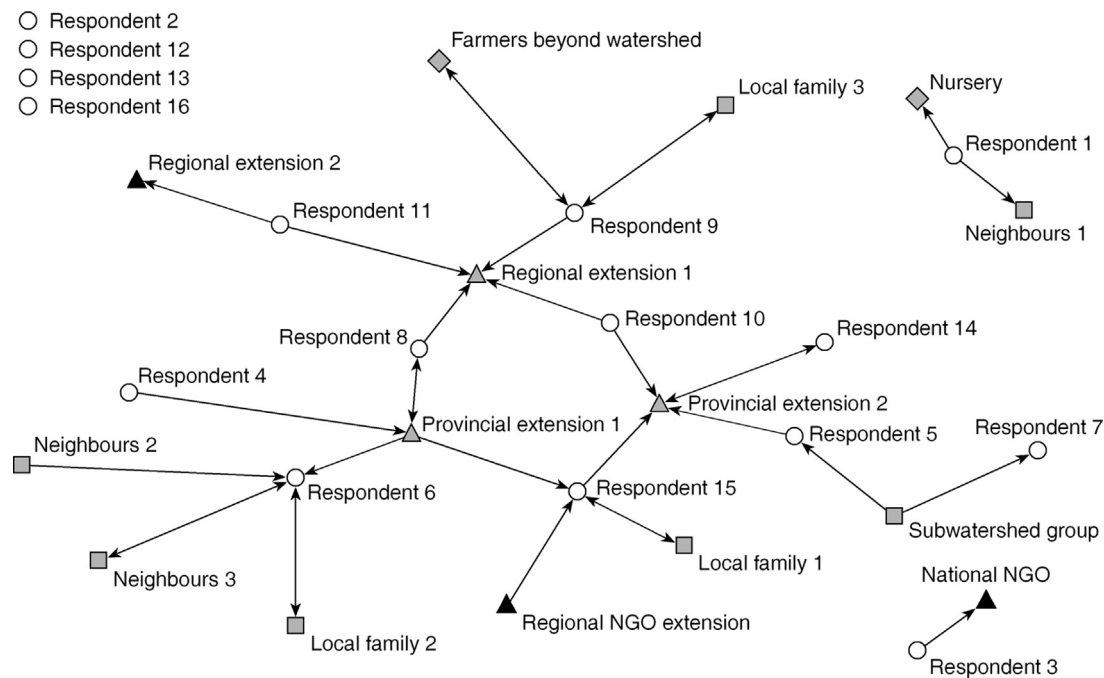 Respondent 2
Respondent 12
Respondent 13
Respondent 16
Farmers beyond watershed
Local family 3
Nursery
Respondent 1
Neighbours 1
Regional extension 2
Respondent 11
Respondent 9
Regional extension 1
Respondent 10
Respondent 8
Respondent 14
Respondent 4
Provincial extension 1
Provincial extension 2
Respondent 5
Respondent 7
Neighbours 2
Respondent 6
Respondent 15
Subwatershed group
Neighbours 3
Local family 1
National NGO
Regional NGO extension
Local family 2
Respondent 3